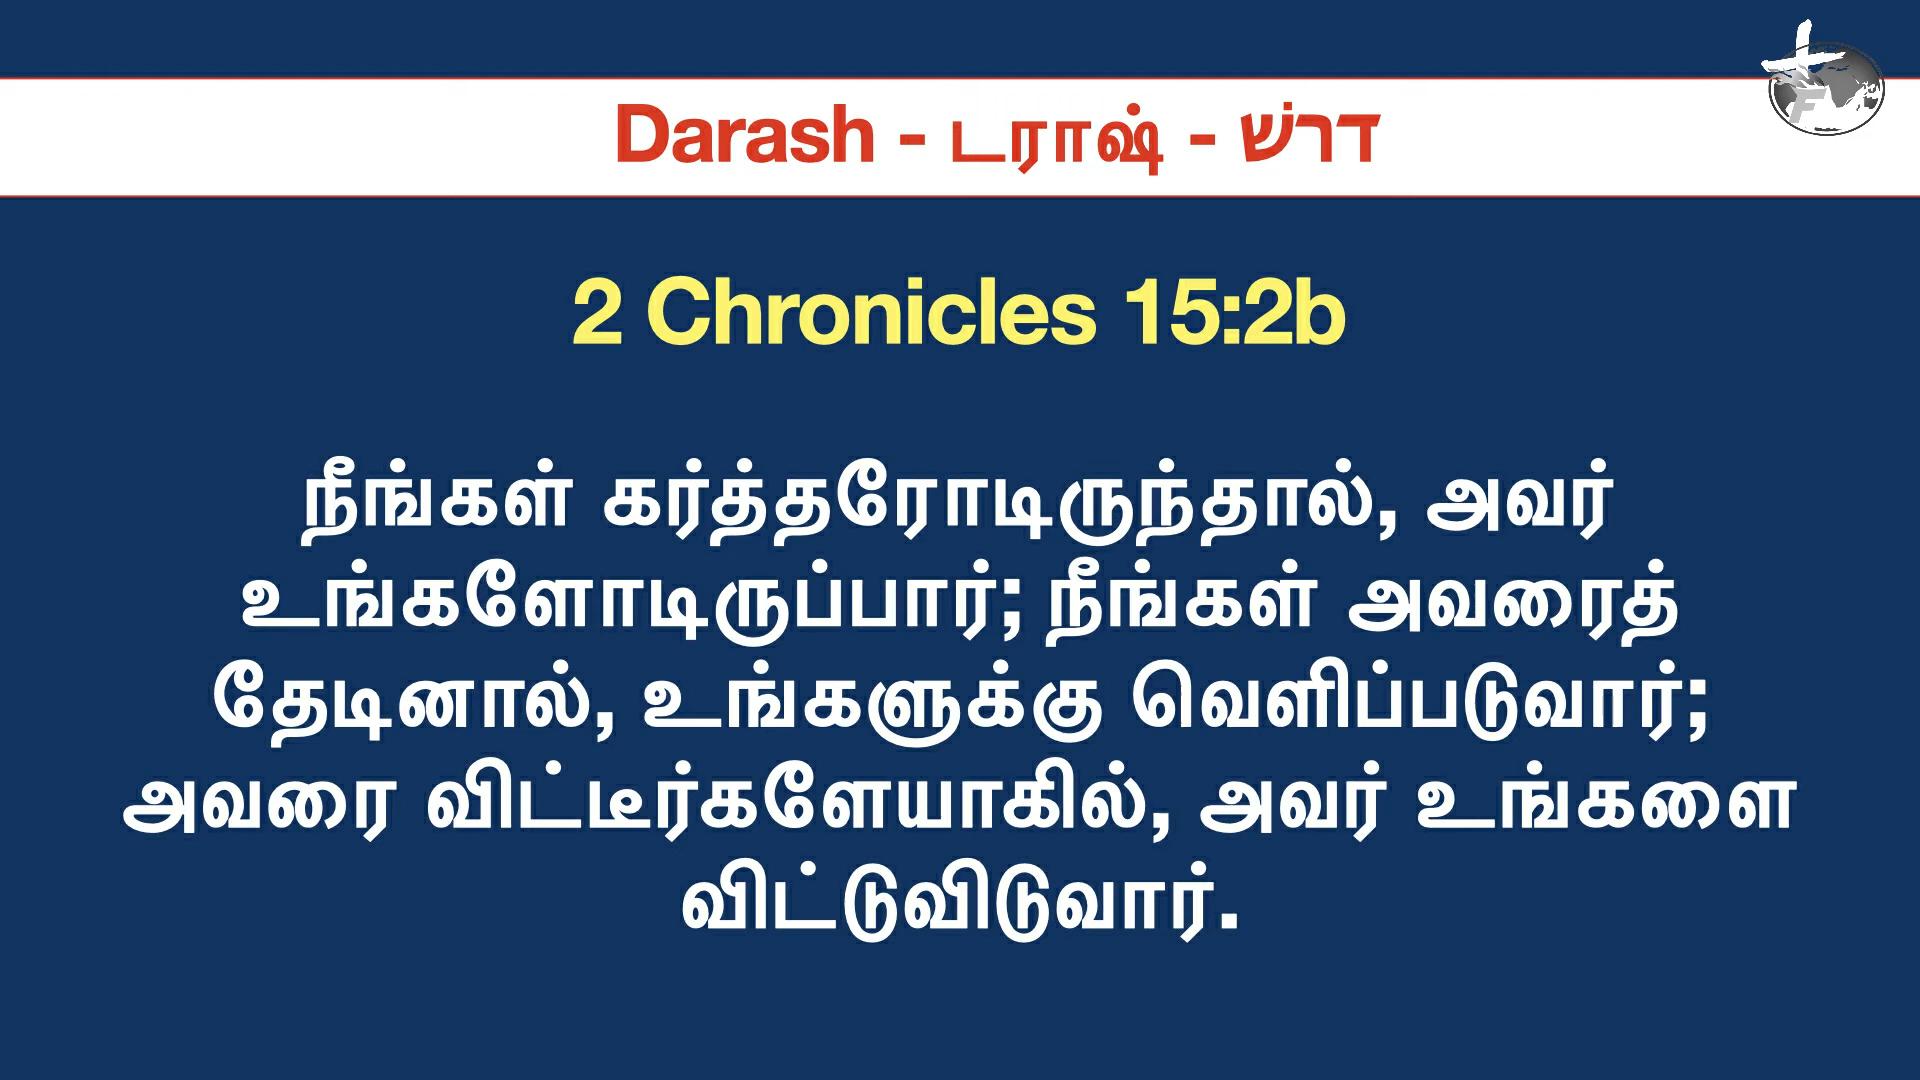 Darash - டராஷ் - דרשׁ
2 Chronicles 15:2b
நீங்கள் கர்த்தரோடிருந்தால், அவர்
உங்களோடிருப்பார்; நீங்கள் அவரைத்
தேடினால், உங்களுக்கு வெளிப்படுவார்;
அவரை விட்டீர்களேயாகில், அவர் உங்களை
விட்டுவிடுவார்.